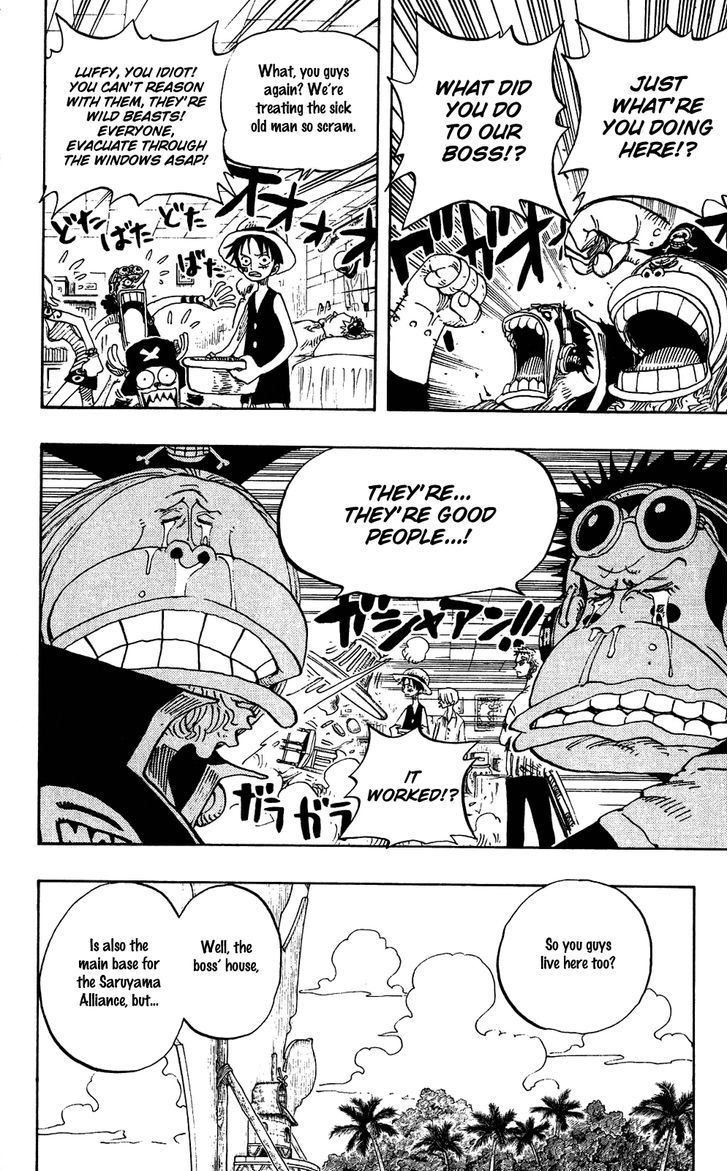 JUST
WHAT'RE
YOU DOING
HERE!?
WHAT DID
YOU DO
TO OUR
BOSS!?
オオオオ
ガガガ
What, you guys
again? We're
treating the sick
old man so scram.
LUFFY, YOU IDIOT!
YOU CAN'T REASON
WITH THEM, THEY'RE
WILD BEASTS!
EVERYONE,
EVACUATE THROUGH
THE WINDOWS ASAP!
どたどた
ばたばた
THEY'RE...
THEY'RE GOOD
PEOPLE...!
ガシャアン!!
IT
WORKED!?
ガラガラ
So you guys
live here too?
Well, the
boss' house,
Is also the
main base for
the Saruyama
Alliance, but...